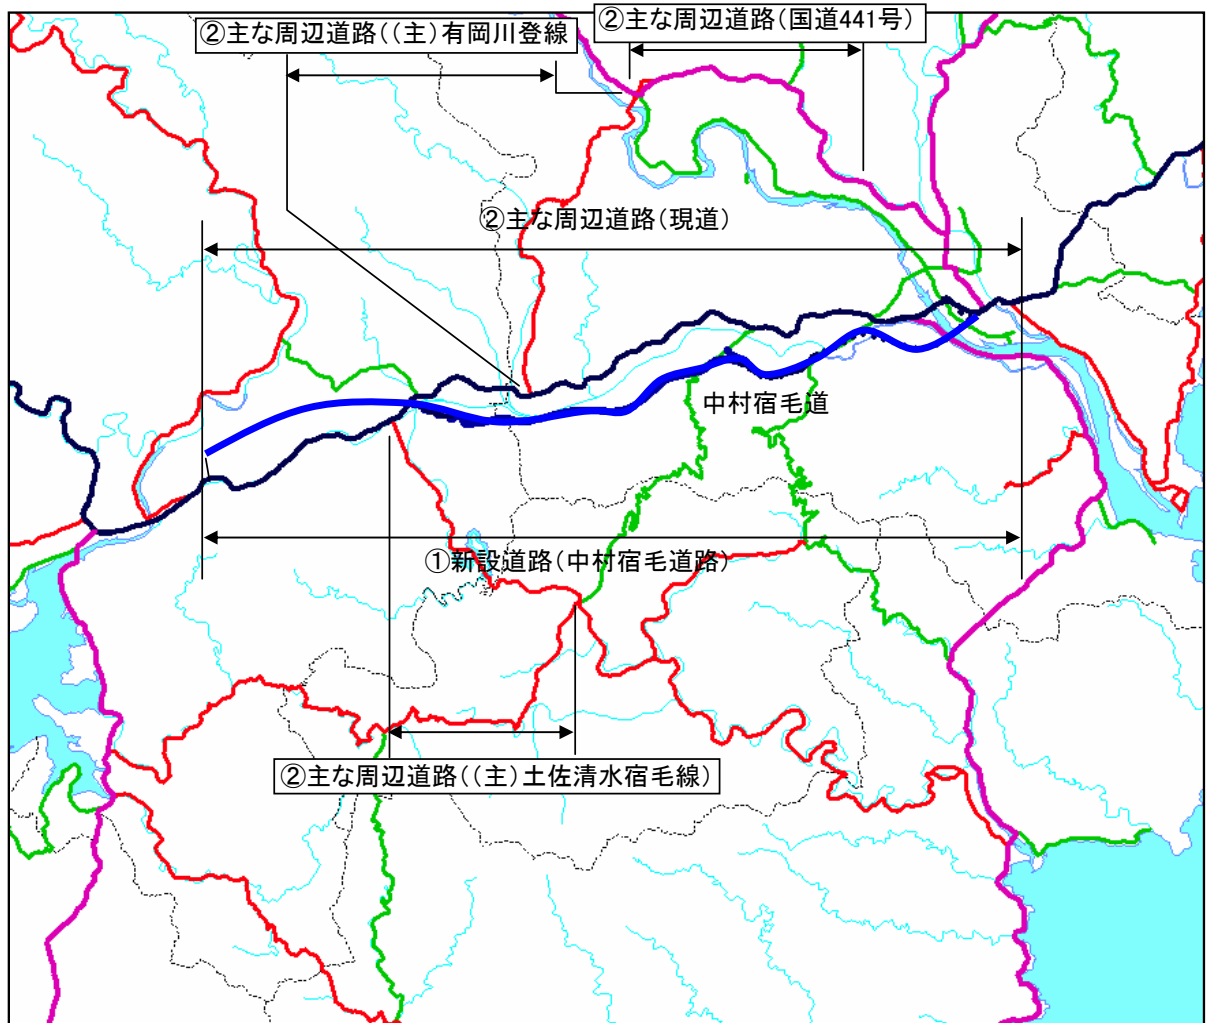 ②主な周辺道路(国道441号)
②主な周辺道路((主)有岡川登線
②主な周辺道路(現道)
中村宿毛道
①新設道路(中村宿毛道路)
②主な周辺道路((主)土佐清水宿毛線)